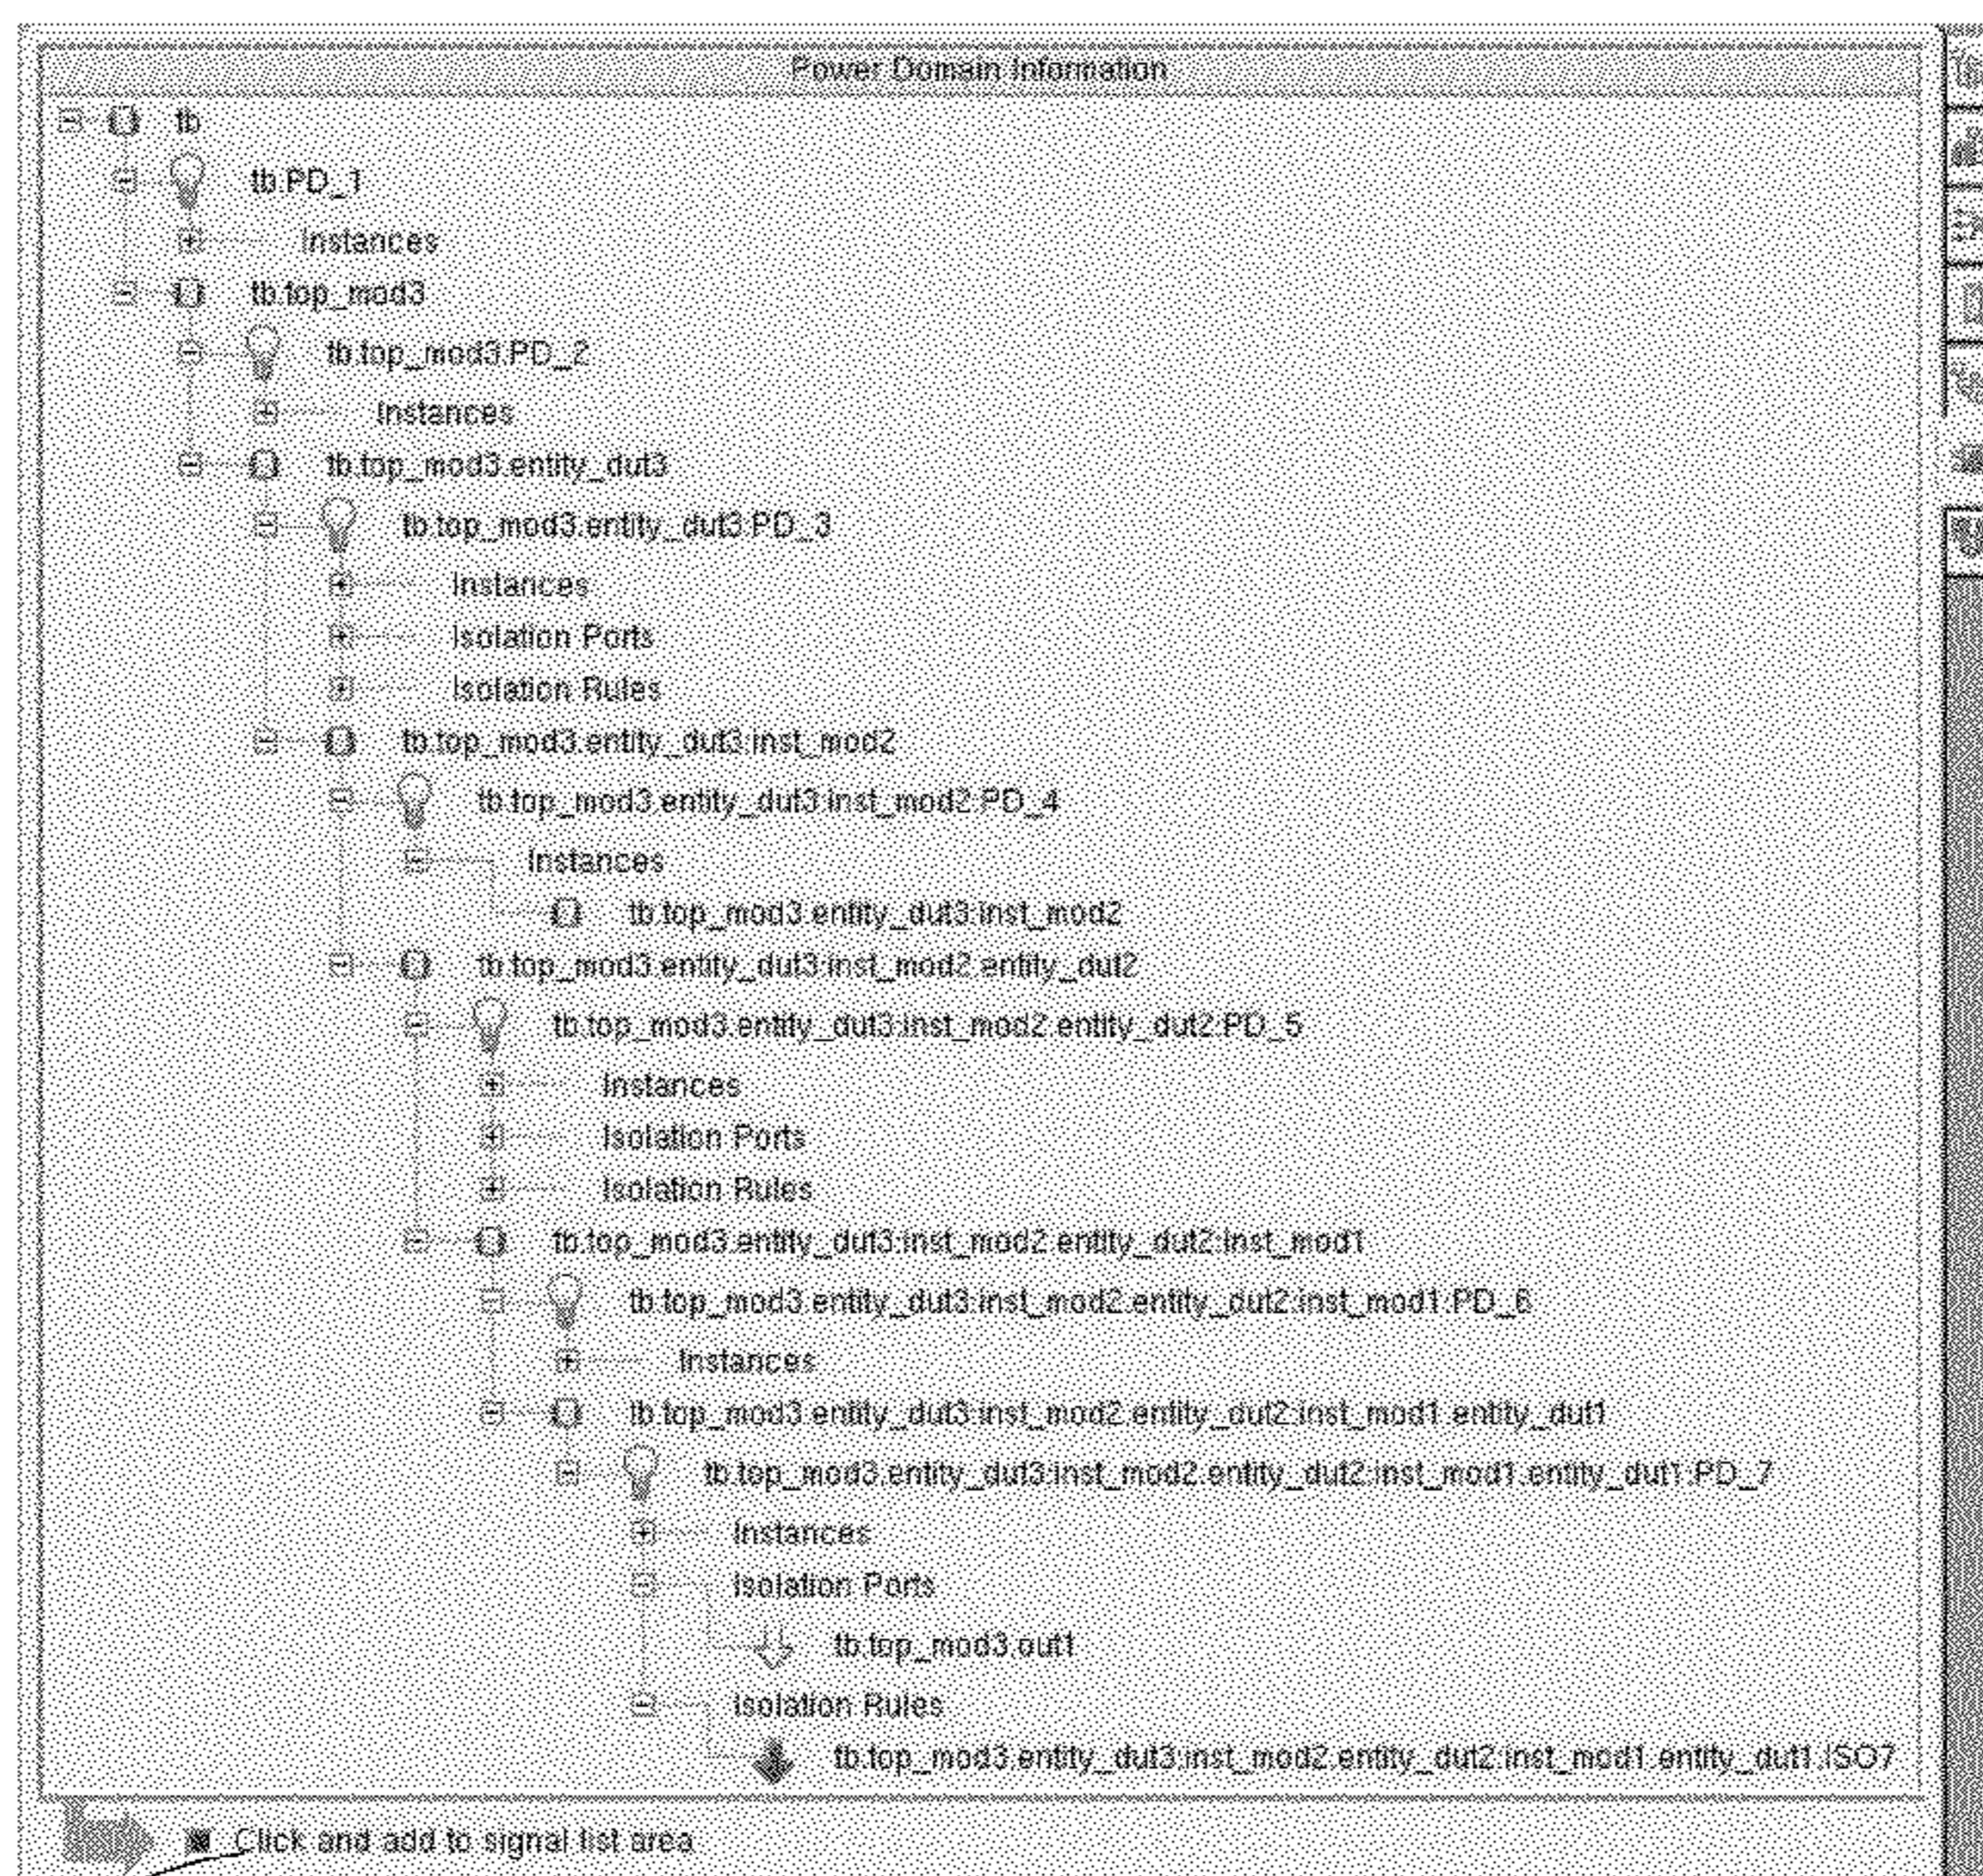 Power Domain Information
tb
tb.PD_1
Instances
tb.top_mod3
tb.top_mod3.PD_2
Instances
tb.top_mod3.entity_dut3
tb.top_mod3.entity_dut3.PD_3
Instances
Isolation Ports
Isolation Rules
tb.top_mod3.entity_dut3:inst_mod2
tb.top_mod3.entity_dut3:inst_mod2.PD_4
Instances
tb.top_mod3.entity_dut3:inst_mod2
tb.top_mod3.entity_dut3:inst_mod2.entity_dut2
tb.top_mod3.entity_dut3:inst_mod2.entity_dut2.PD_5
Instances
Isolation Ports
Isolation Rules
tb.top_mod3.entity_dut3:inst_mod2.entity_dut2:inst_mod1
tb.top_mod3.entity_dut3:inst_mod2.entity_dut2:inst_mod1.PD_6
Instances
tb.top_mod3.entity_dut3:inst_mod2.entity_dut2:inst_mod1.entity_dut1
tb.top_mod3.entity_dut3:inst_mod2.entity_dut2:inst_mod1.entity_dut1.PD_7
Instances
Isolation Ports
tb.top_mod3.out1
Isolation Rules
tb.top_mod3.entity_dut3:inst_mod2.entity_dut2:inst_mod1.entity_dut1.ISO7
Click and add to signal list area